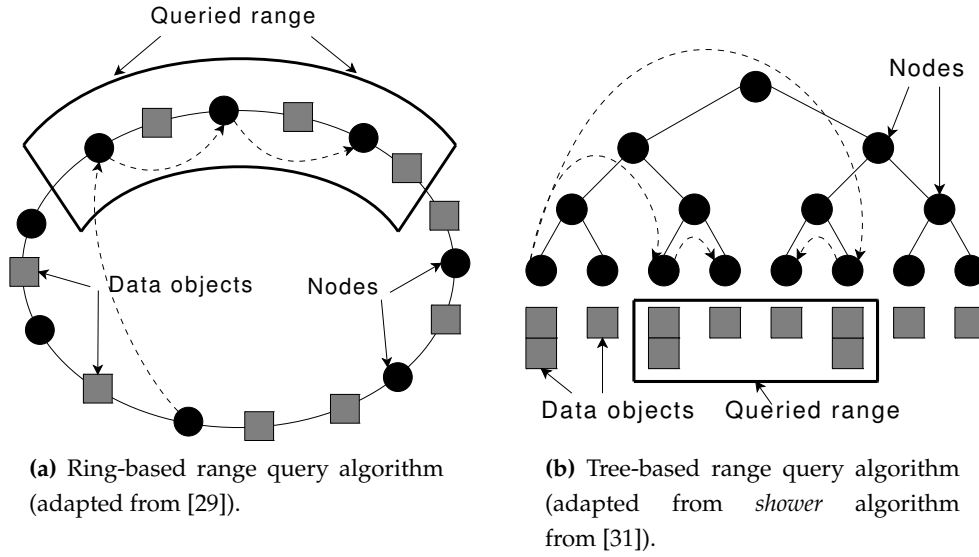 Queried range
Data objects
Nodes
(a) Ring-based range query algorithm
(adapted from [29]).
Nodes
Data objects
Queried range
(b) Tree-based range query algorithm
(adapted from shower algorithm
from [31]).